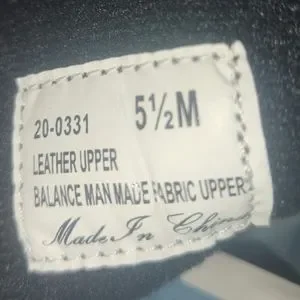 20-0331 5½M
LEATHER UPPER
BALANCE MAN MADE FABRIC UPPER
Made In China